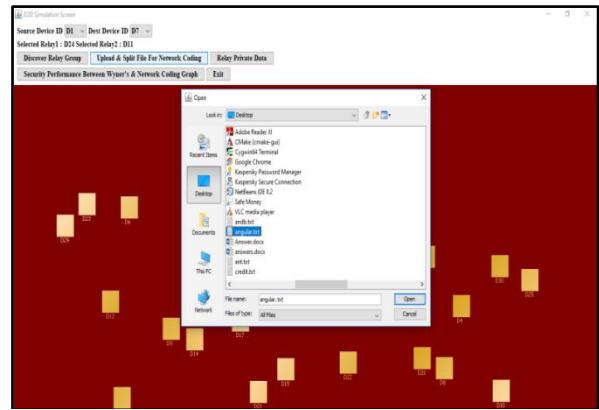 D2D Simulation Screen
Source Device ID D1 Dest Device ID D7
Selected Relay1 : D24 Selected Relay2 : D11
Discover Relay Group Upload & Split File For Network Coding Relay Private Data
Security Performance Between Wyner's & Network Coding Graph Exit
Open
Look in: Desktop
Recent Items
Desktop
Documents
This PC
Network
Adobe Reader XI
CMake (cmake-gui)
Cygwin64 Terminal
Google Chrome
Kaspersky Password Manager
Kaspersky Secure Connection
NetBeans IDE 8.2
Safe Money
VLC media player
andb.txt
angular.txt
Answer.docx
answers.docx
ant.txt
credit.txt
File name: angular.txt Open
Files of type: All Files Cancel
D23
D6
D29
D20
D12
D4
D9
D17
D14
D15
D22
D8
D21
D10